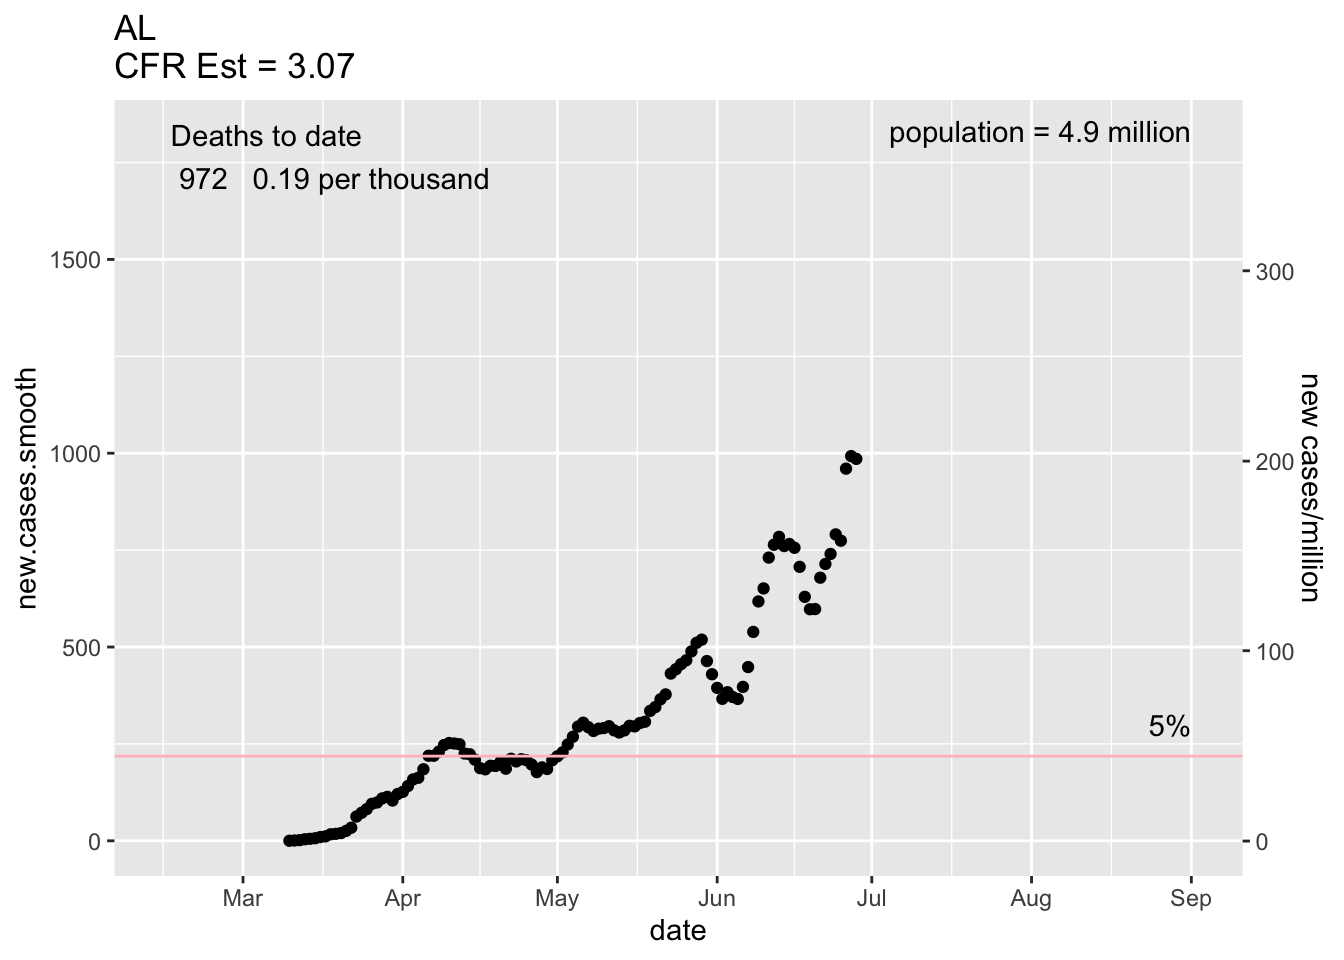 AL
CFR Est = 3.07
Deaths to date
population = 4.9 million
972 0.19 per thousand
1500
300
1000
200
500
100
5%
0
0
new.cases.smooth
new cases/million
Mar Apr May Jun Jul Aug Sep
date